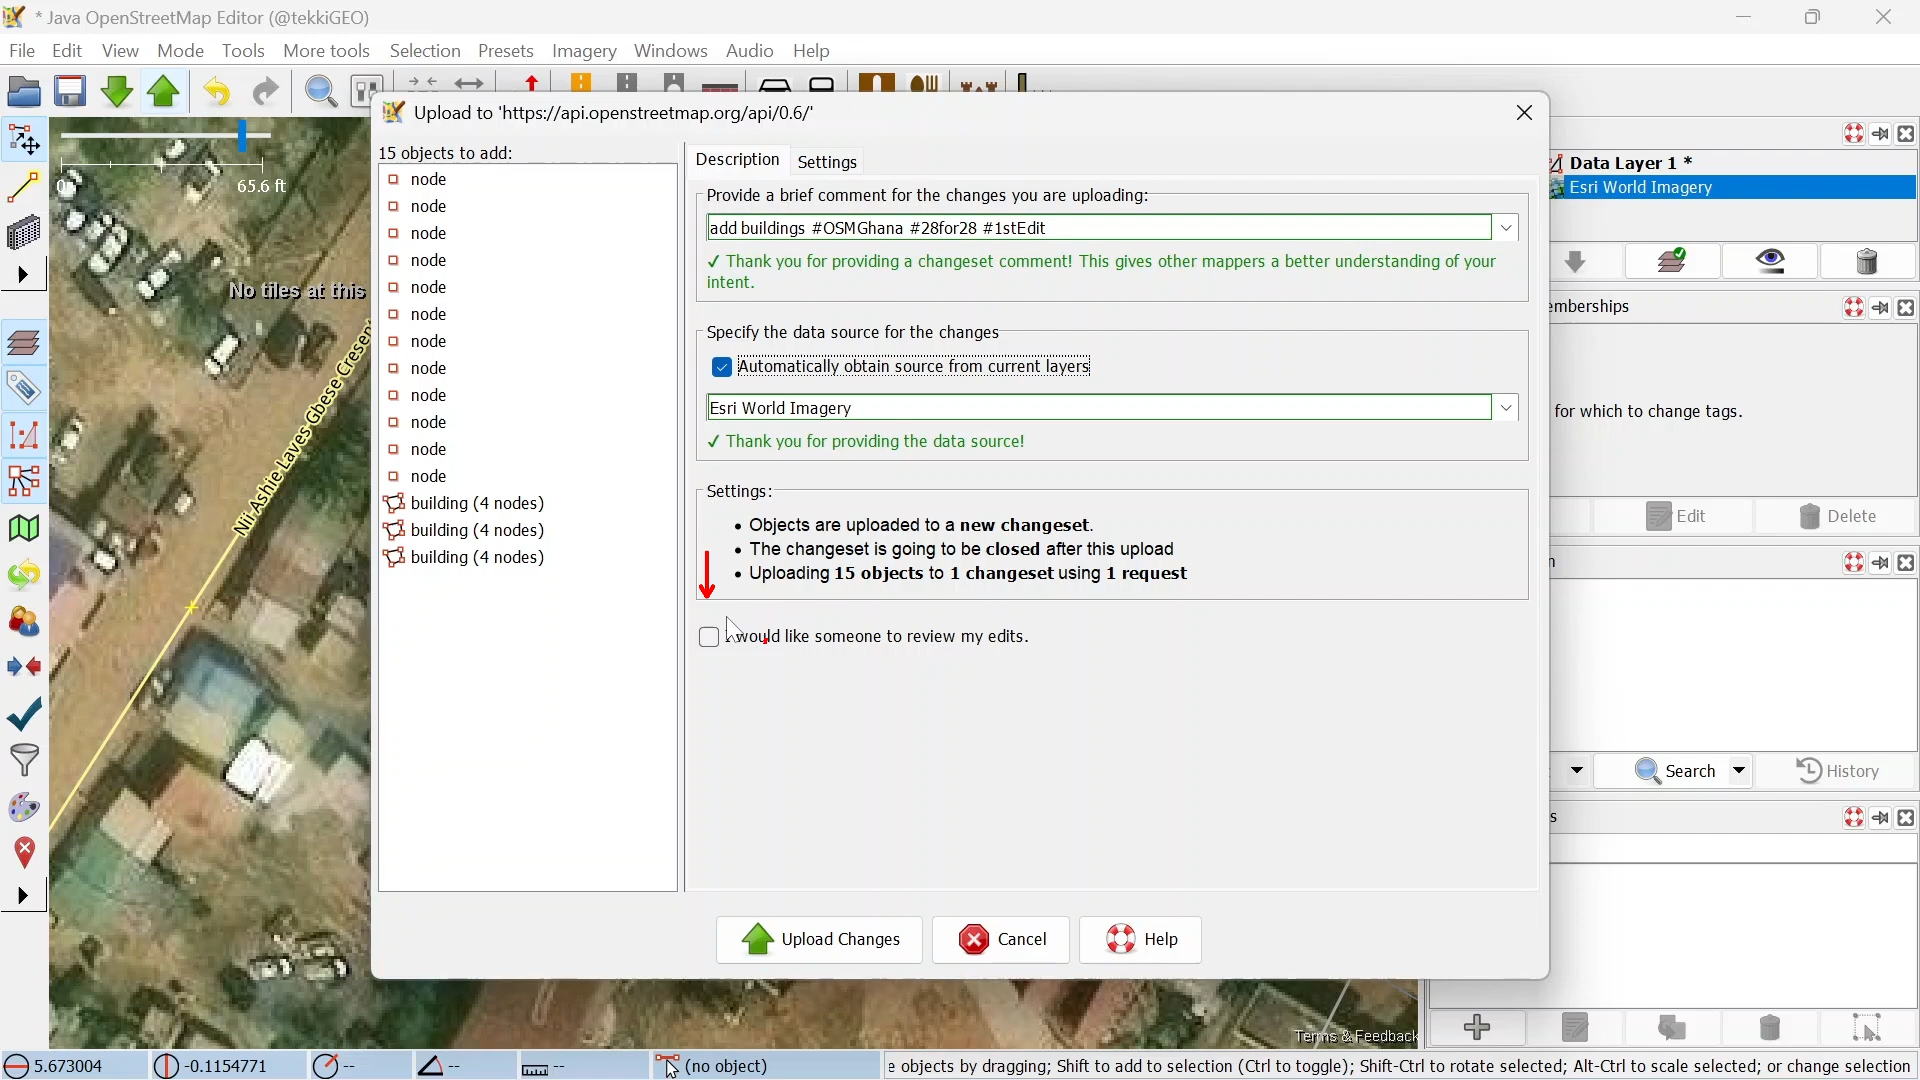 * Java OpenStreetMap Editor (@tekkiGEO)
File Edit View Mode Tools More tools Selection Presets Imagery Windows Audio Help
Upload to 'https://api.openstreetmap.org/api/0.6/'
15 objects to add:
node
node
node
node
node
node
node
node
node
node
node
node
building (4 nodes)
building (4 nodes)
building (4 nodes)
Description Settings
Provide a brief comment for the changes you are uploading:
add buildings #OSMGhana #28for28 #1stEdit
✓ Thank you for providing a changeset comment! This gives other mappers a better understanding of your
intent.
Specify the data source for the changes
Automatically obtain source from current layers
Esri World Imagery
✓ Thank you for providing the data source!
Settings:
• Objects are uploaded to a new changeset.
• The changeset is going to be closed after this upload
• Uploading 15 objects to 1 changeset using 1 request
I would like someone to review my edits.
Upload Changes Cancel Help
0 65.6 ft
No tiles at this
Nii Ashie Laves Gbese Cresent
Data Layer 1 *
Esri World Imagery
emberships
for which to change tags.
Edit Delete
n
Search History
s
Terms & Feedback
5.673004 -0.1154771 -- -- -- (no object) e objects by dragging; Shift to add to selection (Ctrl to toggle); Shift-Ctrl to rotate selected; Alt-Ctrl to scale selected; or change selection